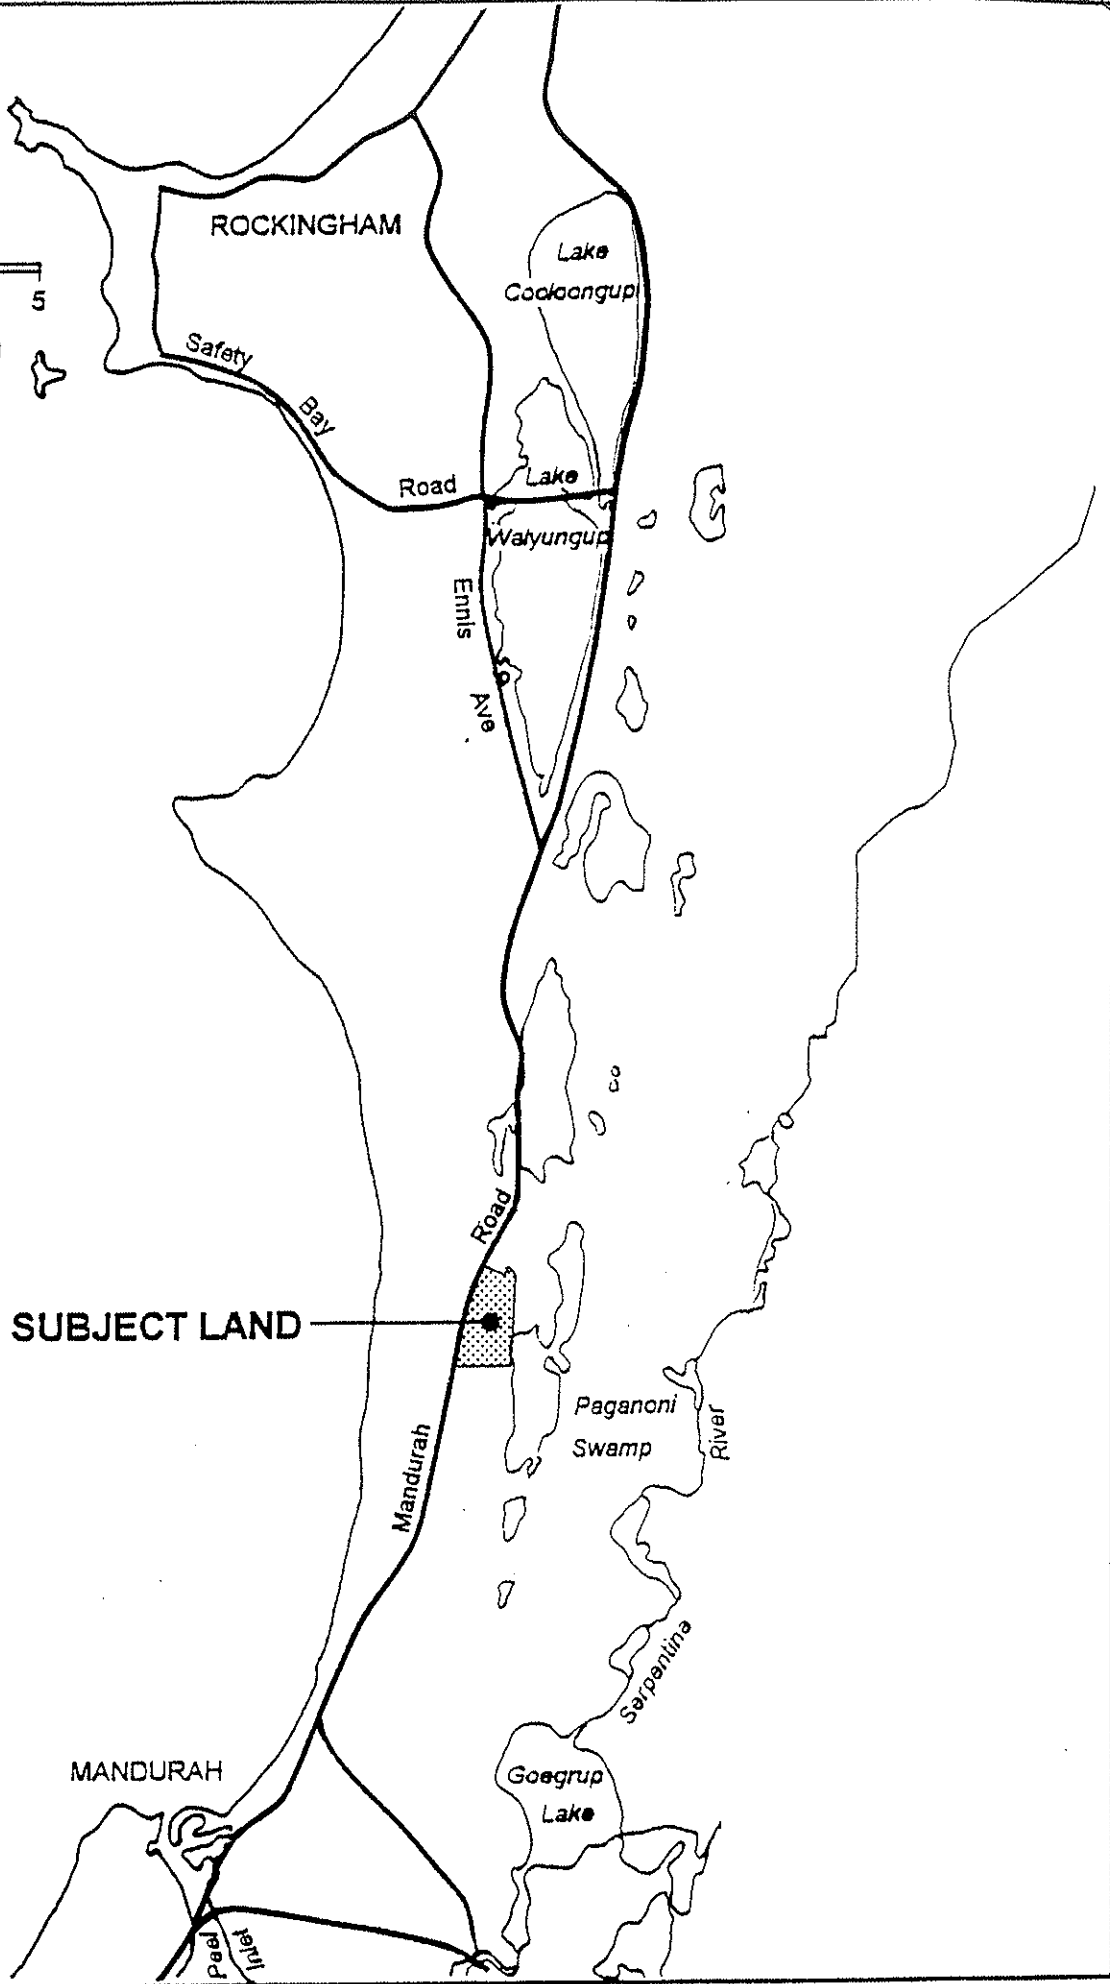 ROCKINGHAM
Lake
Cooloongup
5
Safety
Bay
Road
Lake
Walyungup
Ennis
Ave
Road
SUBJECT LAND
Paganoni
Swamp
River
Mandurah
Serpentine
MANDURAH
Goegrup
Lake
Peel
Inlet